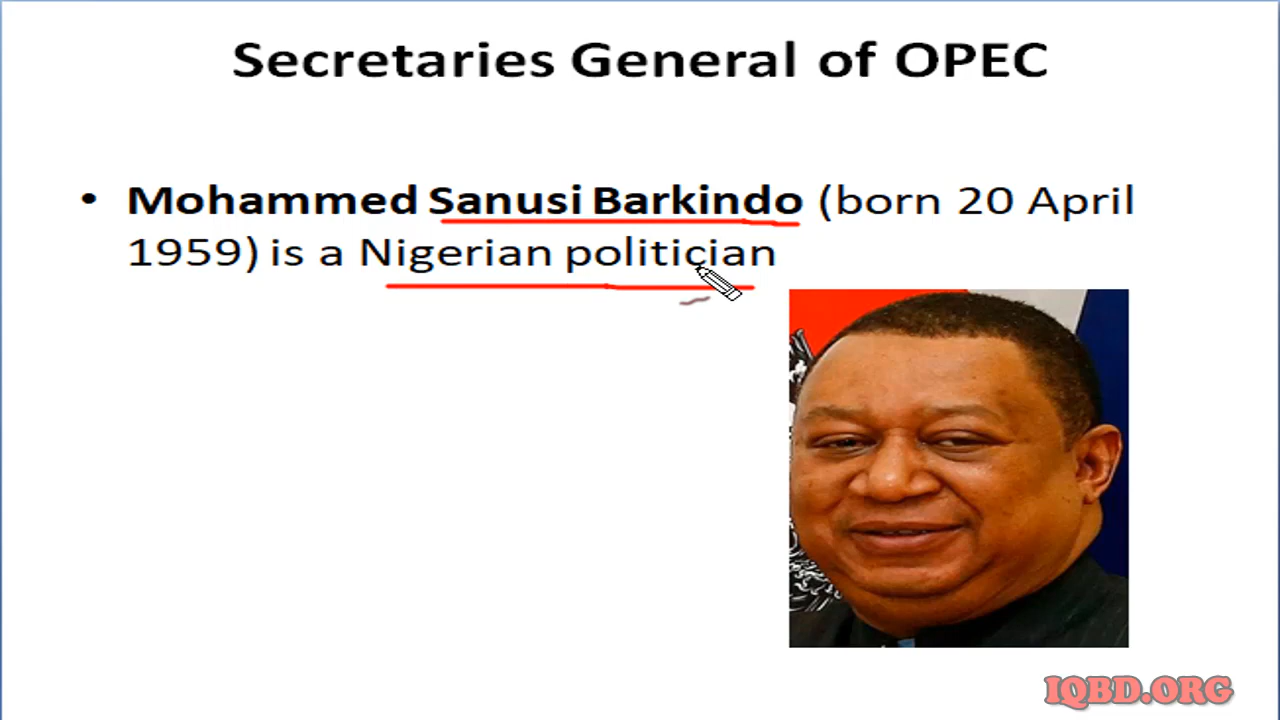 Secretaries General of OPEC
• Mohammed Sanusi Barkindo (born 20 April
1959) is a Nigerian politician
IQBD.ORG